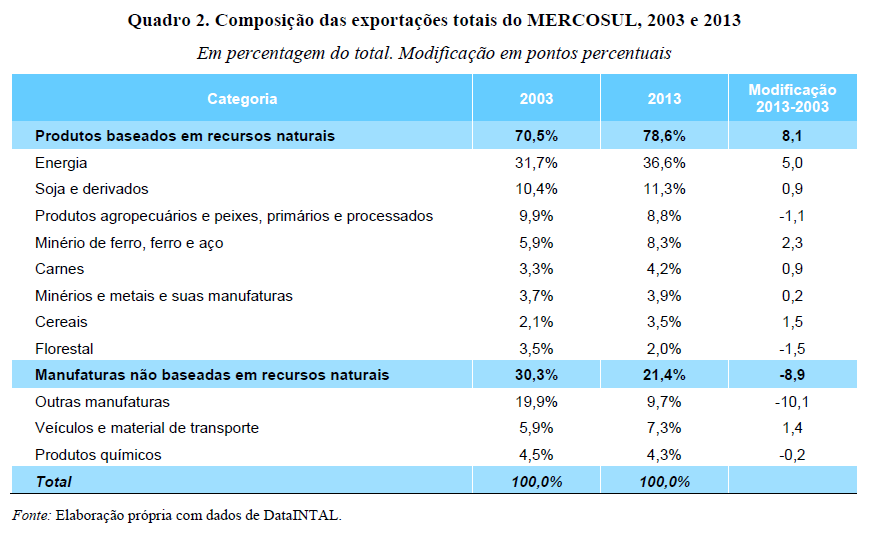 Quadro 2. Composição das exportações totais do MERCOSUL, 2003 e 2013
Em percentagem do total. Modificação em pontos percentuais
Categoria 2003 2013 Modificação 2013-2003
Produtos baseados em recursos naturais 70,5% 78,6% 8,1
Energia 31,7% 36,6% 5,0
Soja e derivados 10,4% 11,3% 0,9
Produtos agropecuários e peixes, primários e processados 9,9% 8,8% -1,1
Minério de ferro, ferro e aço 5,9% 8,3% 2,3
Carnes 3,3% 4,2% 0,9
Minérios e metais e suas manufaturas 3,7% 3,9% 0,2
Cereais 2,1% 3,5% 1,5
Florestal 3,5% 2,0% -1,5
Manufaturas não baseadas em recursos naturais 30,3% 21,4% -8,9
Outras manufaturas 19,9% 9,7% -10,1
Veículos e material de transporte 5,9% 7,3% 1,4
Produtos químicos 4,5% 4,3% -0,2
Total 100,0% 100,0%
Fonte: Elaboração própria com dados de DataINTAL.